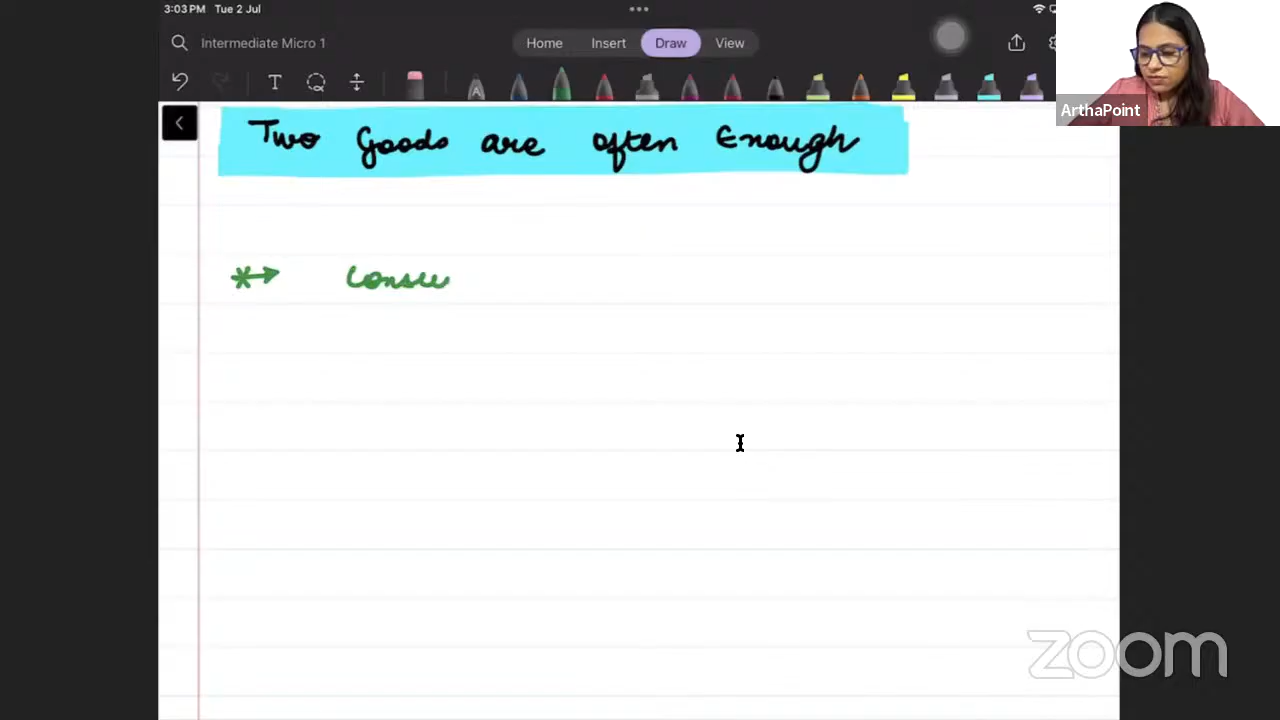 3:03 PM Tue 2 Jul
Intermediate Micro 1
Home Insert Draw View
ArthaPoint
T
A
Two Goods are often Enough
*→ Consu
zoom